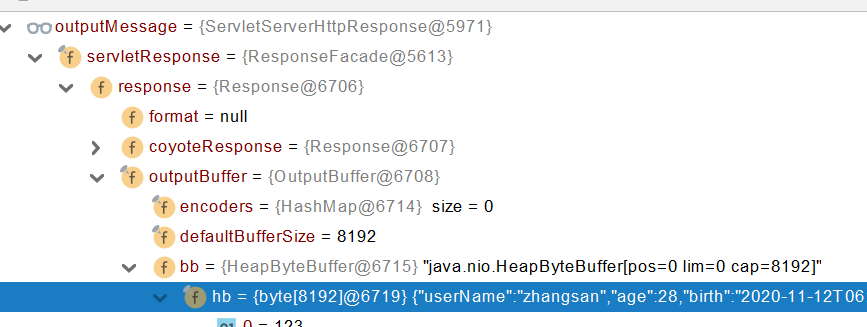 outputMessage = {ServletServerHttpResponse@5971}
servletResponse = {ResponseFacade@5613}
response = {Response@6706}
format = null
coyoteResponse = {Response@6707}
outputBuffer = {OutputBuffer@6708}
encoders = {HashMap@6714} size = 0
defaultBufferSize = 8192
bb = {HeapByteBuffer@6715} "java.nio.HeapByteBuffer[pos=0 lim=0 cap=8192]"
hb = {byte[8192]@6719} {"userName":"zhangsan","age":28,"birth":"2020-11-12T06
0 = 123